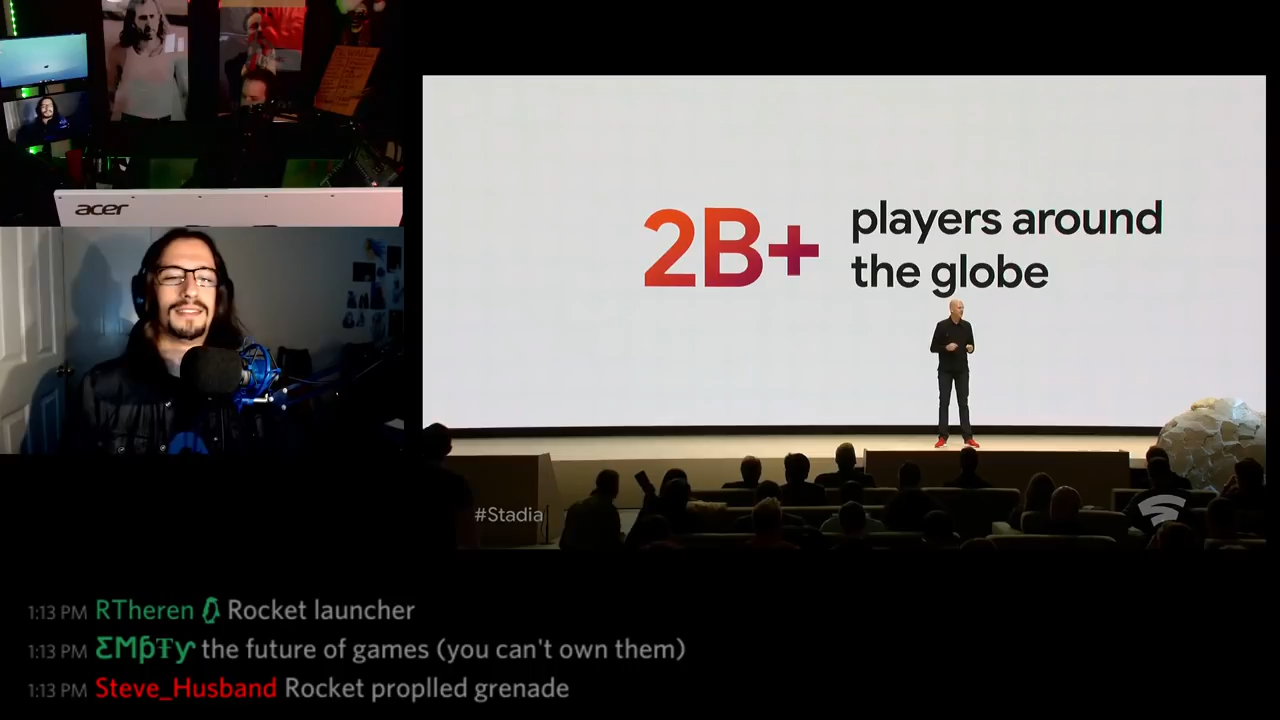 acer
2B+
players around
the globe
#Stadia
1:13 PM RTheren Rocket launcher
1:13 PM ƐMþŦƴ the future of games (you can't own them)
1:13 PM Steve_Husband Rocket proplled grenade